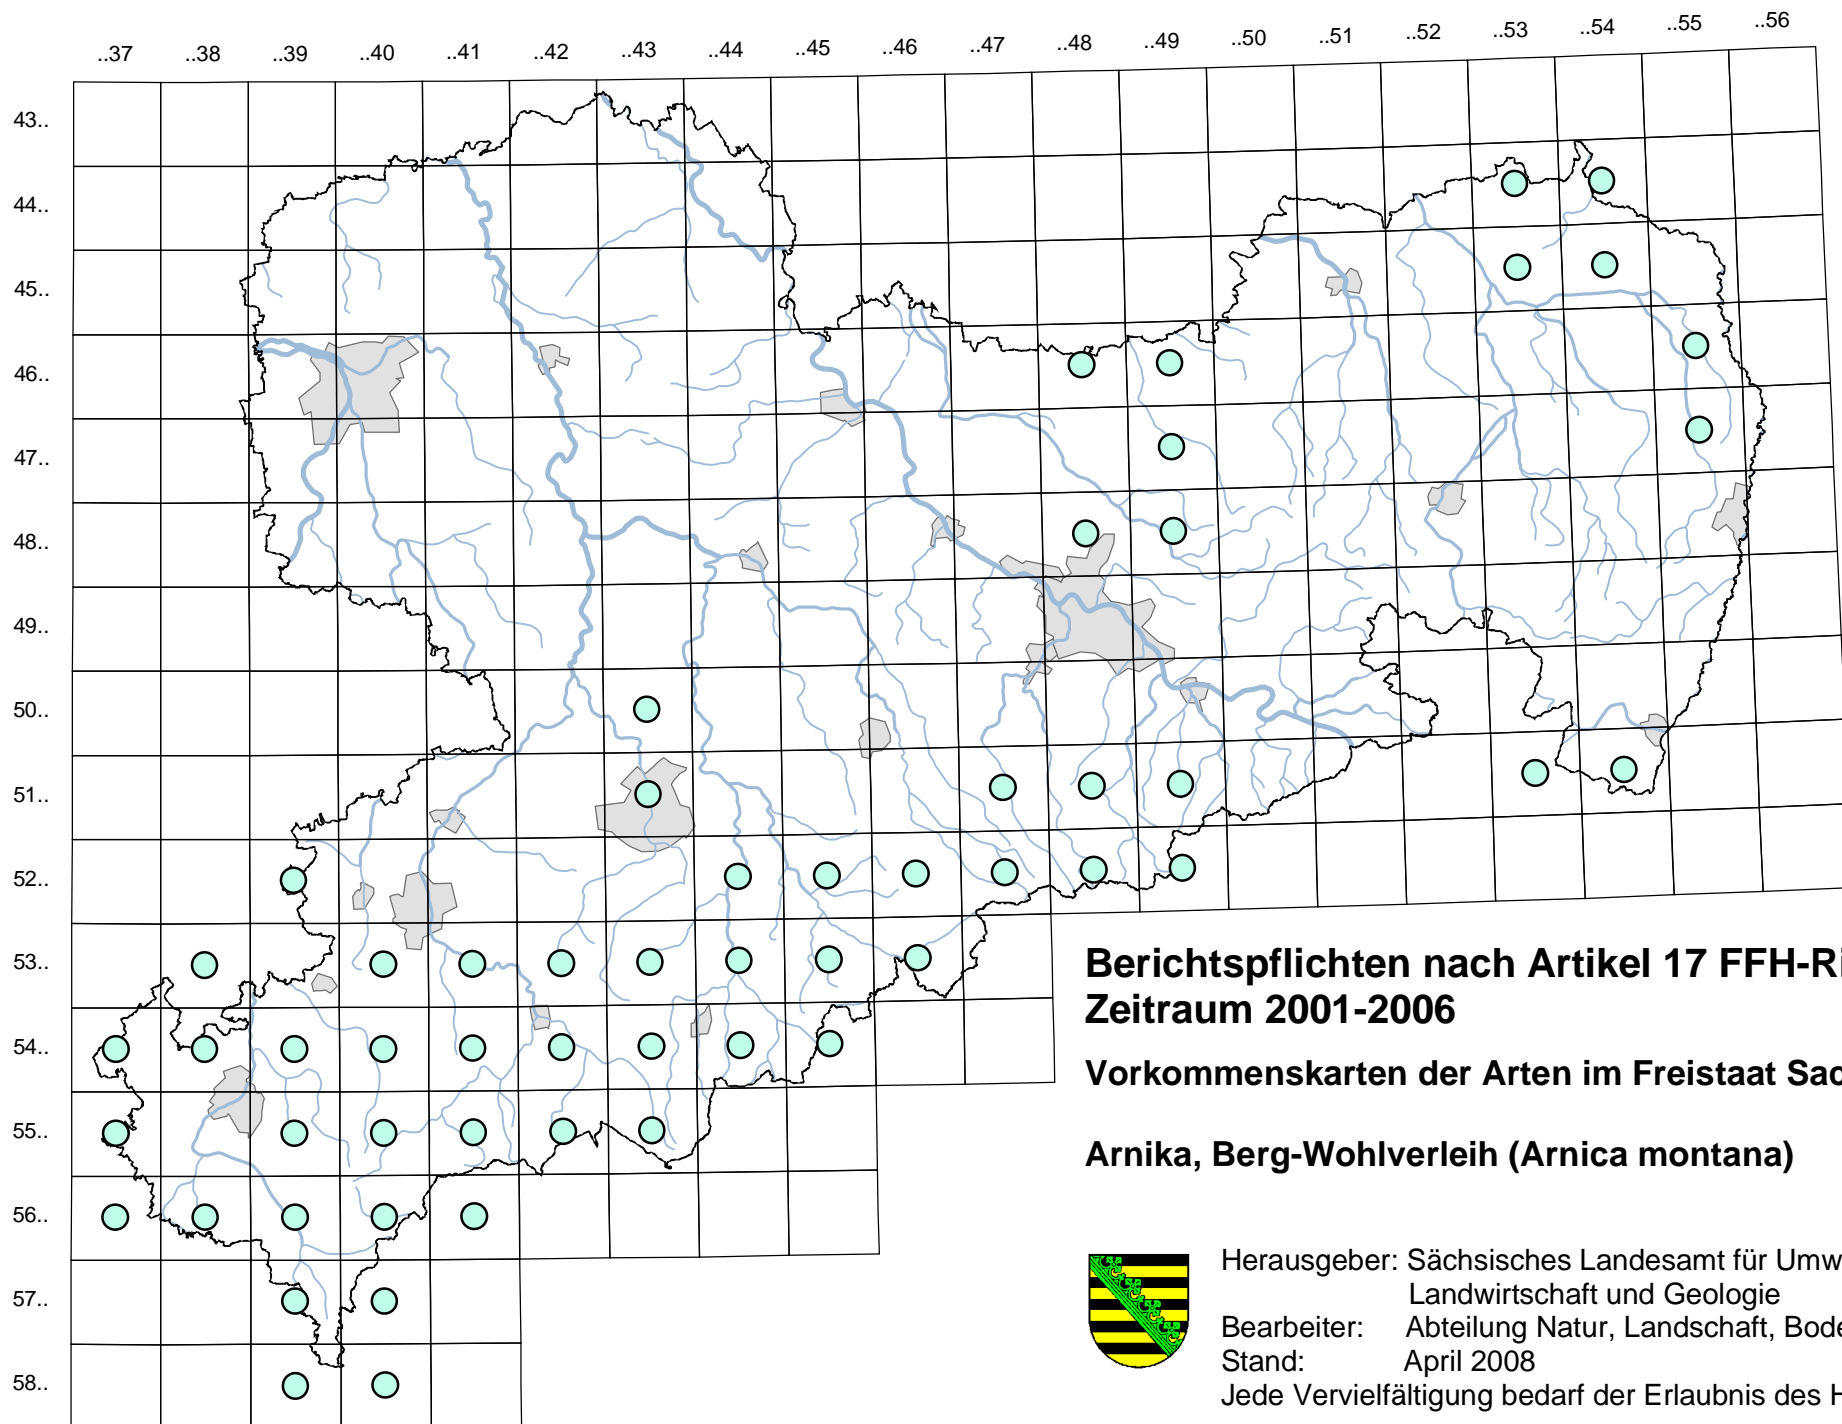 ..37 ..38 ..39 ..40 ..41 ..42 ..43 ..44 ..45 ..46 ..47 ..48 ..49 ..50 ..51 ..52 ..53 ..54 ..55 ..56
43..
44..
45..
46..
47..
48..
49..
50..
51..
52..
53..
54..
55..
56..
57..
58..
Berichtspflichten nach Artikel 17 FFH-Ri
Zeitraum 2001-2006
Vorkommenskarten der Arten im Freistaat Sac
Arnika, Berg-Wohlverleih (Arnica montana)
Herausgeber: Sächsisches Landesamt für Umw
Landwirtschaft und Geologie
Bearbeiter: Abteilung Natur, Landschaft, Bode
Stand: April 2008
Jede Vervielfältigung bedarf der Erlaubnis des H